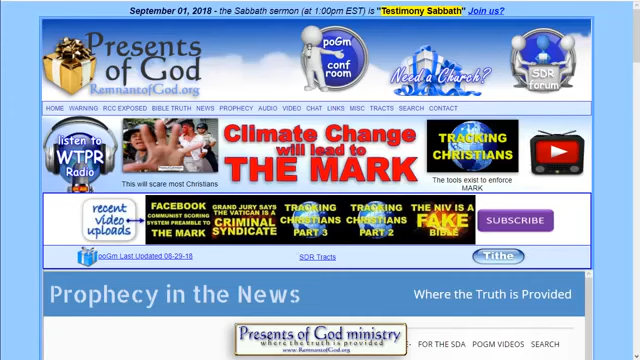 September 01, 2018 - the Sabbath sermon (at 1:00pm EST) is "Testimony Sabbath" Join us?
Presents of God
RemnantofGod.org
poGm conf room
Need a Church?
SDR forum
HOME WARNING RCC EXPOSED BIBLE TRUTH NEWS PROPHECY AUDIO VIDEO CHAT LINKS MISC TRACTS SEARCH CONTACT
listen to
WTPR
Radio
This will scare most Christians
Climate Change
will lead to
THE MARK
TRACKING
CHRISTIANS
The tools exist to enforce
MARK
recent
video
uploads
FACEBOOK
COMMUNIST SCORING
SYSTEM PREAMBLE TO
THE MARK
GRAND JURY SAYS
THE VATICAN IS A
CRIMINAL
SYNDICATE
TRACKING
CHRISTIANS
PART 3
TRACKING
CHRISTIANS
PART 2
THE NIV IS A
FAKE
BIBLE
SUBSCRIBE
poGm Last Updated 08-29-18
SDR Tracts
Tithe
Prophecy in the News
Where the Truth is Provided
Presents of God ministry
where the truth is provided
www.RemnantofGod.org
FOR THE SDA POGM VIDEOS SEARCH